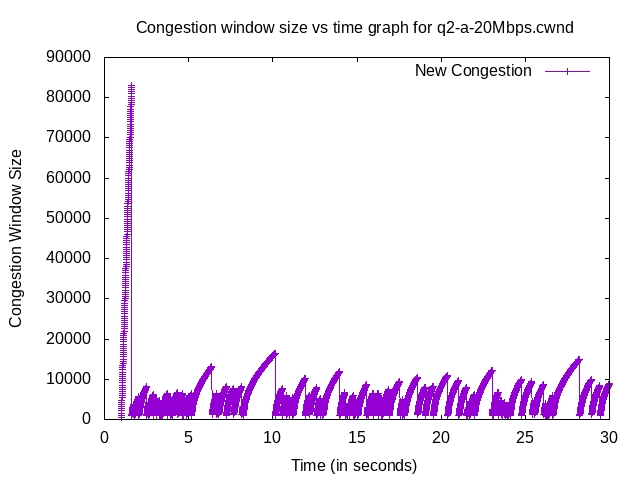 Congestion window size vs time graph for q2-a-20Mbps.cwnd
New Congestion
90000
80000
70000
60000
50000
40000
30000
20000
10000
0
Congestion Window Size
0 5 10 15 20 25 30
Time (in seconds)